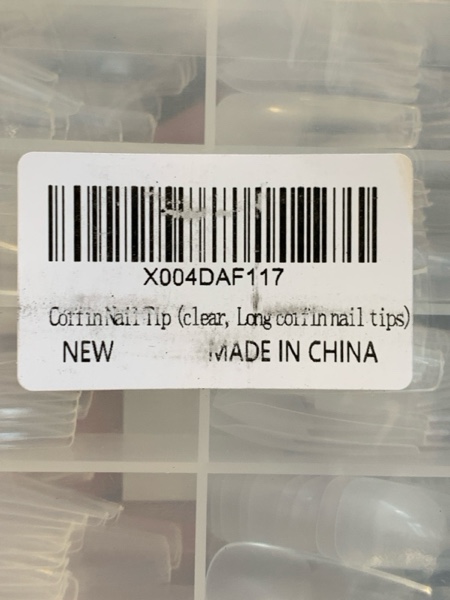 X004DAF117
Coffin Nail Tip (clear, Long coffin nail tips)
NEW MADE IN CHINA